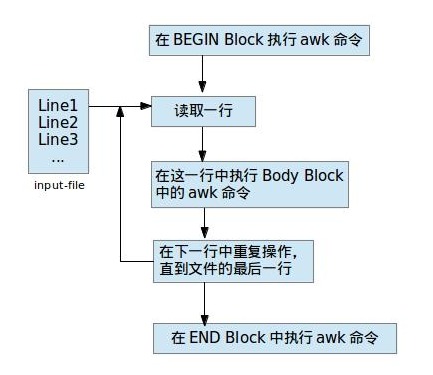 在 BEGIN Block 执行 awk 命令
Line1
Line2
Line3
...
input-file
读取一行
在这一行中执行 Body Block
中的 awk 命令
在下一行中重复操作，
直到文件的最后一行
在 END Block 中执行 awk 命令